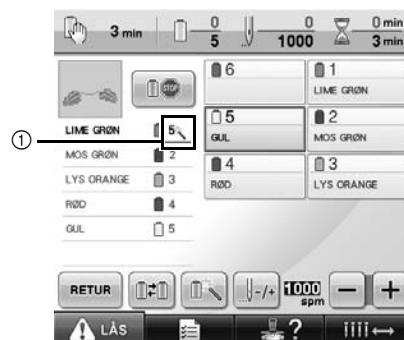 3 min 0 5 0 1000 0 min 3 min
6 1
LIME GRØN
LIME GRØN 5 5 2
① GUL MOS GRØN
MOS GRØN 2
LYS ORANGE 3 4 3
RØD LYS ORANGE
RØD 4
GUL 5
RETUR -/+ 1000 spm − +
LÅS ?